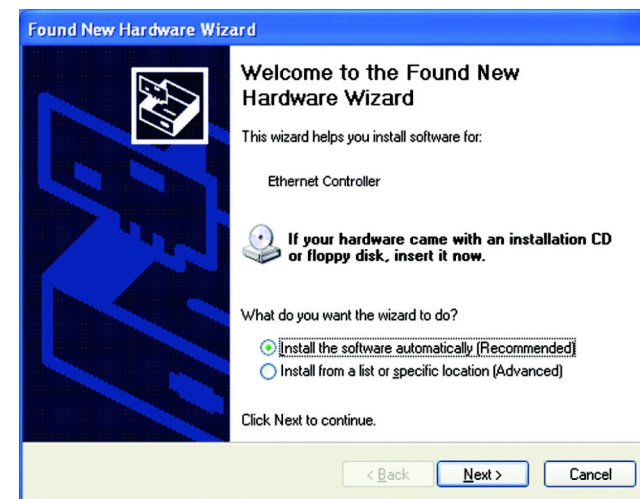 Found New Hardware Wizard
Welcome to the Found New
Hardware Wizard
This wizard helps you install software for:
Ethernet Controller
If your hardware came with an installation CD
or floppy disk, insert it now.
What do you want the wizard to do?
Install the software automatically (Recommended)
Install from a list or specific location (Advanced)
Click Next to continue.
< Back
Next >
Cancel